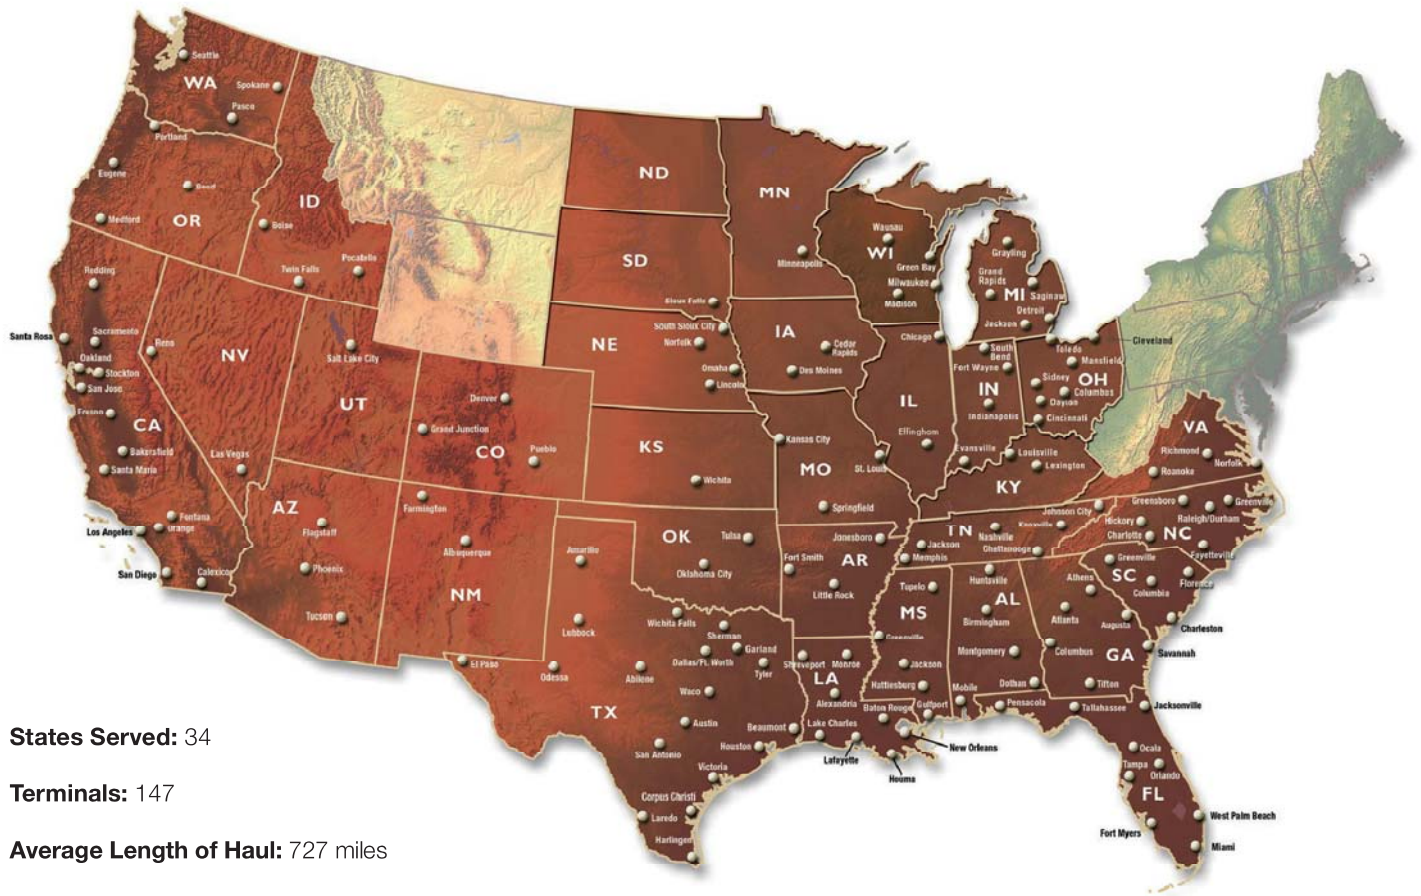 Seattle
WA
Spokane
Pasco
Portland
Eugene
Bend
OR
Medford
ID
Boise
Pocatello
Twin Falls
ND
MN
SD
Minneapolis
Sioux Falls
Wausau
WI
Green Bay
Milwaukee
Madison
Grayling
Grand
Rapids
MI
Saginaw
Detroit
Jackson
Redding
Santa Rosa
Sacramento
Oakland
Stockton
San Jose
Fresno
CA
Bakersfield
Santa Maria
Reno
NV
Salt Lake City
UT
Las Vegas
Los Angeles
Fontana
Orange
San Diego
Calexico
South Sioux City
NE
Norfolk
Omaha
Lincoln
IA
Cedar
Rapids
Des Moines
Chicago
South
Bend
Fort Wayne
IN
Indianapolis
Toledo
Cleveland
Mansfield
Sidney
OH
Columbus
Dayton
Cincinnati
Denver
Grand Junction
CO
Pueblo
KS
Wichita
Kansas City
MO
St. Louis
Springfield
IL
Effingham
Evansville
Louisville
Lexington
KY
VA
Richmond
Norfolk
Roanoke
AZ
Flagstaff
Phoenix
Tucson
Farmington
Albuquerque
NM
Amarillo
Lubbock
El Paso
Odessa
Abilene
OK
Tulsa
Oklahoma City
Wichita Falls
Sherman
Garland
Dallas/Ft. Worth
Tyler
Waco
TX
Austin
San Antonio
Beaumont
Houston
Victoria
Corpus Christi
Laredo
Harlingen
Jonesboro
Fort Smith
AR
Little Rock
Shreveport
Monroe
LA
Alexandria
Baton Rouge
Lake Charles
Lafayette
New Orleans
Houma
TN
Johnson City
Knoxville
Nashville
Jackson
Chattanooga
Memphis
Greensboro
Greenville
Raleigh/Durham
Hickory
Charlotte
NC
Fayetteville
Tupelo
MS
Greenville
Jackson
Hattiesburg
Gulfport
Huntsville
AL
Birmingham
Montgomery
Dothan
Mobile
Greenville
SC
Columbia
Florence
Charleston
Athens
Atlanta
Augusta
Columbus
GA
Savannah
Tifton
Pensacola
Tallahassee
Jacksonville
Ocala
Tampa
Orlando
FL
West Palm Beach
Fort Myers
Miami
States Served: 34
Terminals: 147
Average Length of Haul: 727 miles